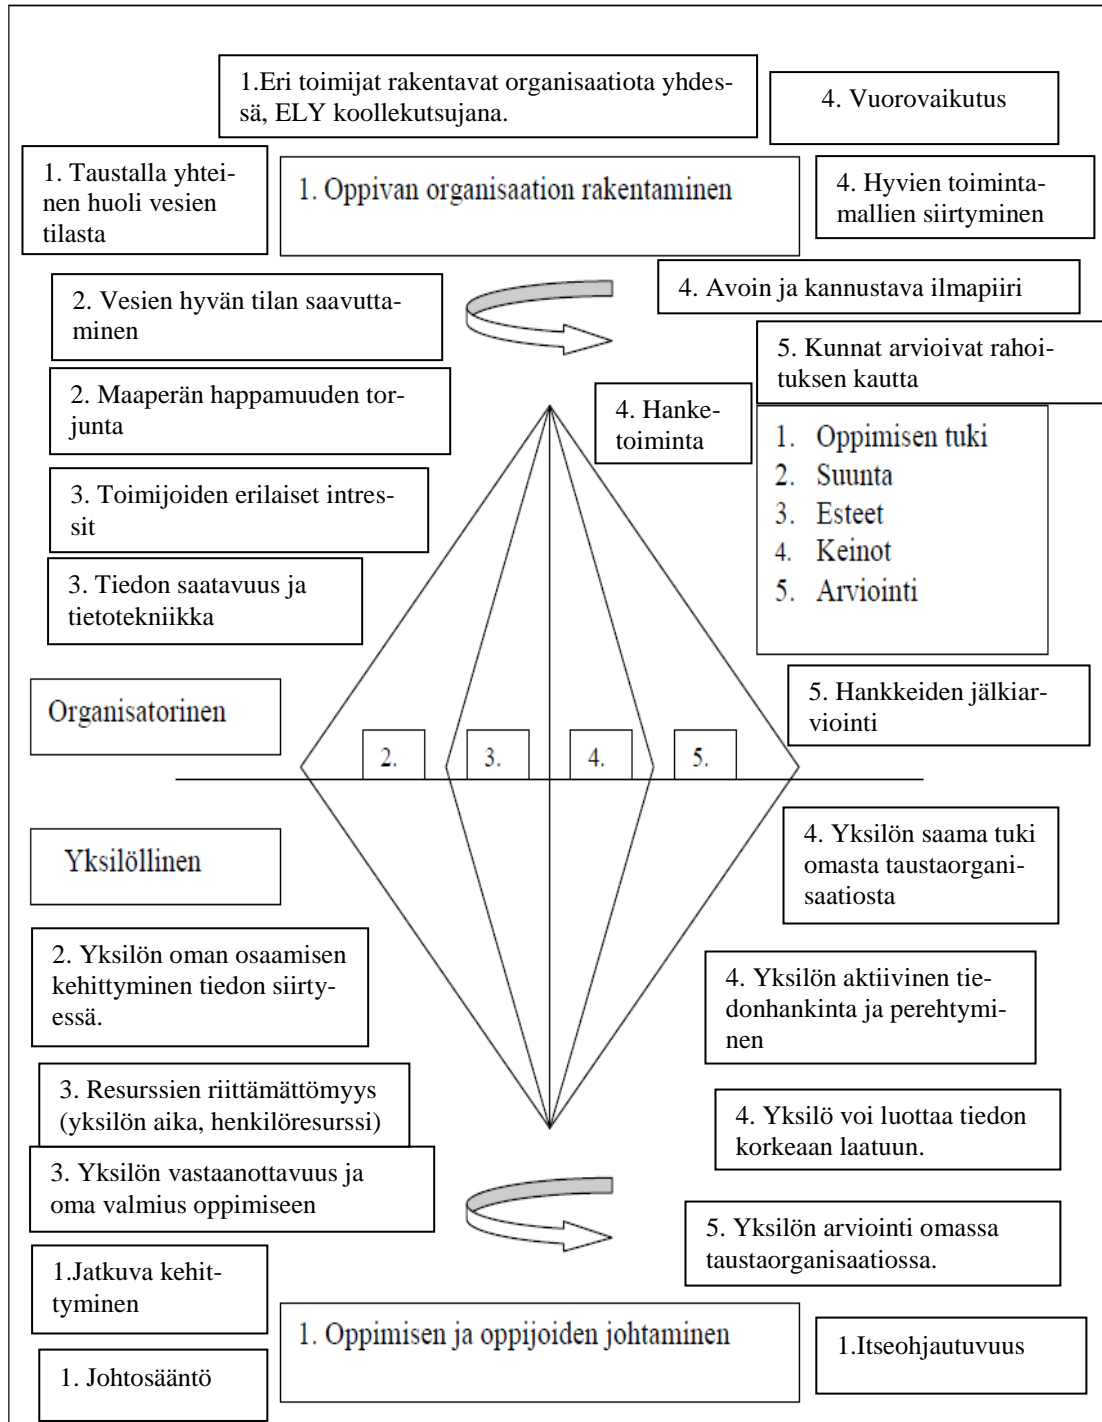 1.Eri toimijat rakentavat organisaatiota yhdes-
sä, ELY koollekutsujana.
4. Vuorovaikutus
1. Taustalla yhtei-
nen huoli vesien
tilasta
1. Oppivan organisaation rakentaminen
4. Hyvien toiminta-
mallien siirtyminen
2. Vesien hyvän tilan saavutta-
minen
4. Avoin ja kannustava ilmapiiri
5. Kunnat arvioivat rahoi-
tuksen kautta
2. Maaperän happamuuden tor-
junta
4. Hanke-
toiminta
1. Oppimisen tuki
2. Suunta
3. Esteet
4. Keinot
5. Arviointi
3. Toimijoiden erilaiset intres-
sit
3. Tiedon saatavuus ja
tietotekniikka
Organisatorinen
5. Hankkeiden jälkiar-
viointi
2.
3.
4.
5.
Yksilöllinen
4. Yksilön saama tuki
omasta taustaorgani-
saatiosta
2. Yksilön oman osaamisen
kehittyminen tiedon siirty-
essä.
4. Yksilön aktiivinen tie-
donhankinta ja perehtymi-
nen
3. Resurssien riittämättömyys
(yksilön aika, henkilöresurssi)
4. Yksilö voi luottaa tiedon
korkeaan laatuun.
3. Yksilön vastaanottavuus ja
oma valmius oppimiseen
5. Yksilön arviointi omassa
taustaorganisaatiossa.
1.Jatkuva kehit-
tyminen
1. Oppimisen ja oppijoiden johtaminen
1.Itseohjautuvuus
1. Johtosääntö